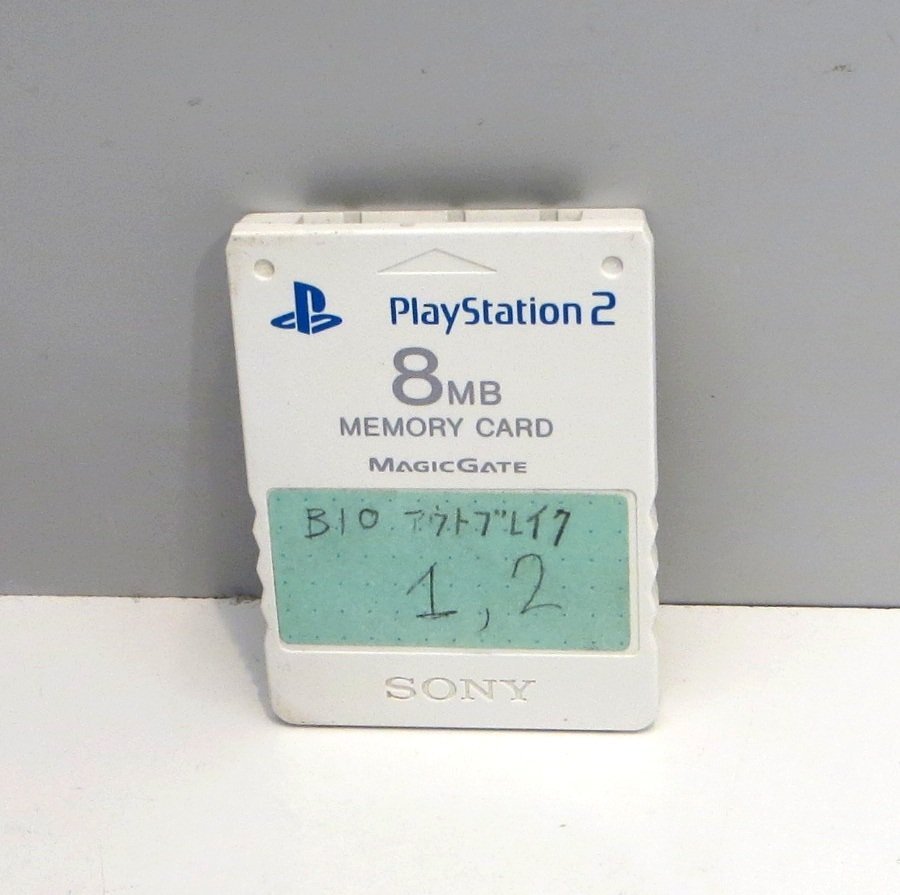 PlayStation 2
8MB
MEMORY CARD
MAGICGATE
BIO アウトブレイク
1,2
SONY